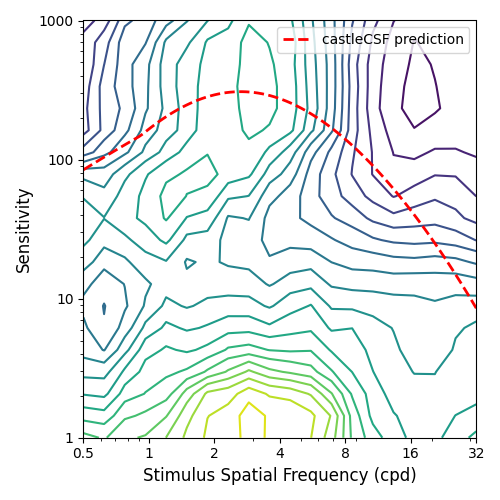 1000
100
10
1
Sensitivity
castleCSF prediction
0.5 1 2 4 8 16 32
Stimulus Spatial Frequency (cpd)